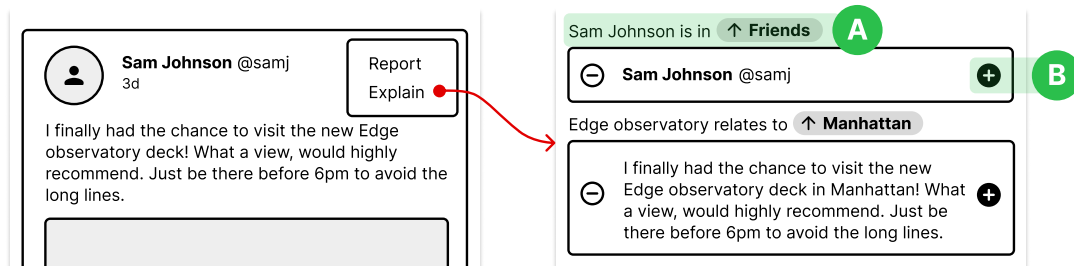 Sam Johnson @samj
3d
Report
Explain
I finally had the chance to visit the new Edge
observatory deck! What a view, would highly
recommend. Just be there before 6pm to avoid the
long lines.
Sam Johnson is in ↑ Friends
A
Sam Johnson @samj
B
Edge observatory relates to ↑ Manhattan
I finally had the chance to visit the new
Edge observatory deck in Manhattan! What
a view, would highly recommend. Just be
there before 6pm to avoid the long lines.